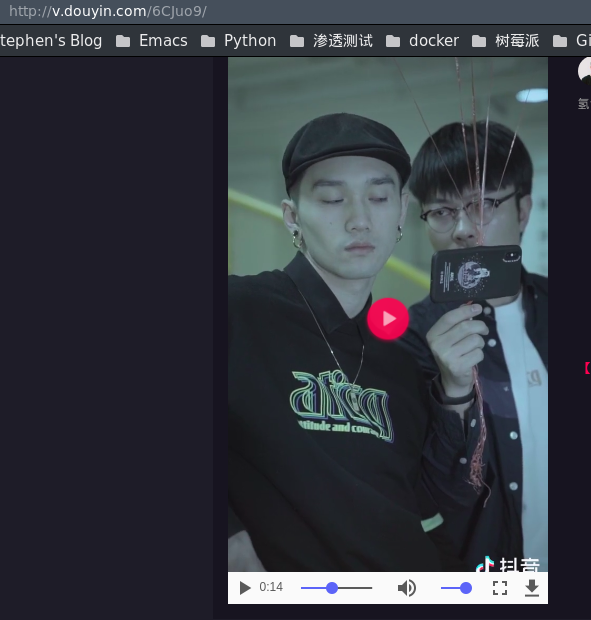 http://v.douyin.com/6CJuo9/
tephen's Blog Emacs Python 渗透测试 docker 树莓派 Gi
氢
attitude and cou
抖音
0:14